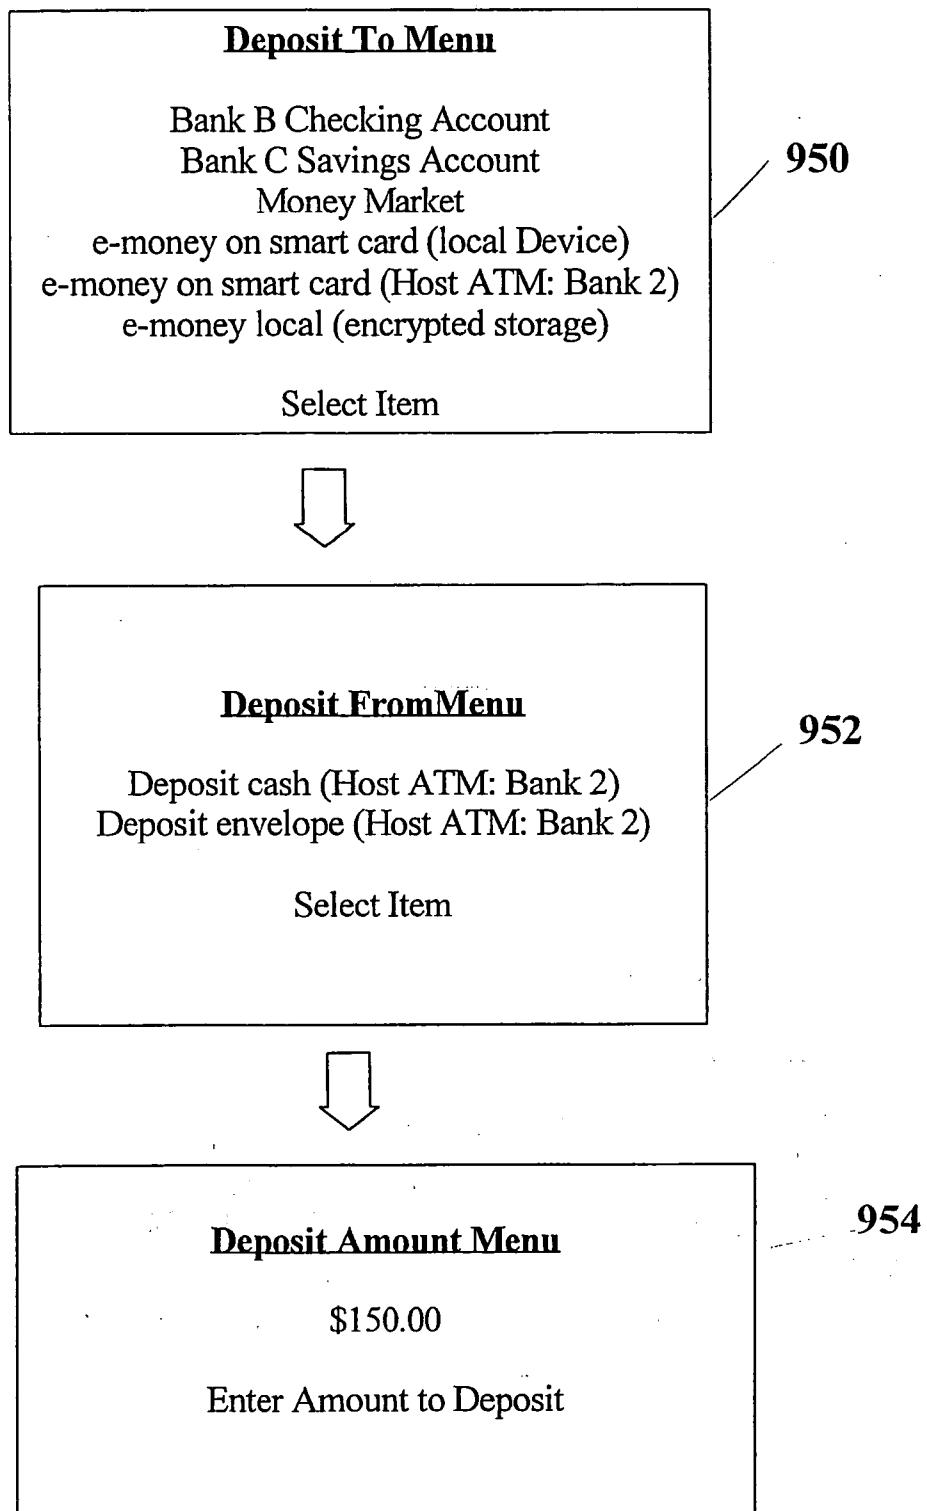 Deposit To Menu
Bank B Checking Account
Bank C Savings Account
Money Market
e-money on smart card (local Device)
e-money on smart card (Host ATM: Bank 2)
e-money local (encrypted storage)
Select Item
950
Deposit FromMenu
Deposit cash (Host ATM: Bank 2)
Deposit envelope (Host ATM: Bank 2)
Select Item
952
Deposit Amount Menu
$150.00
Enter Amount to Deposit
954